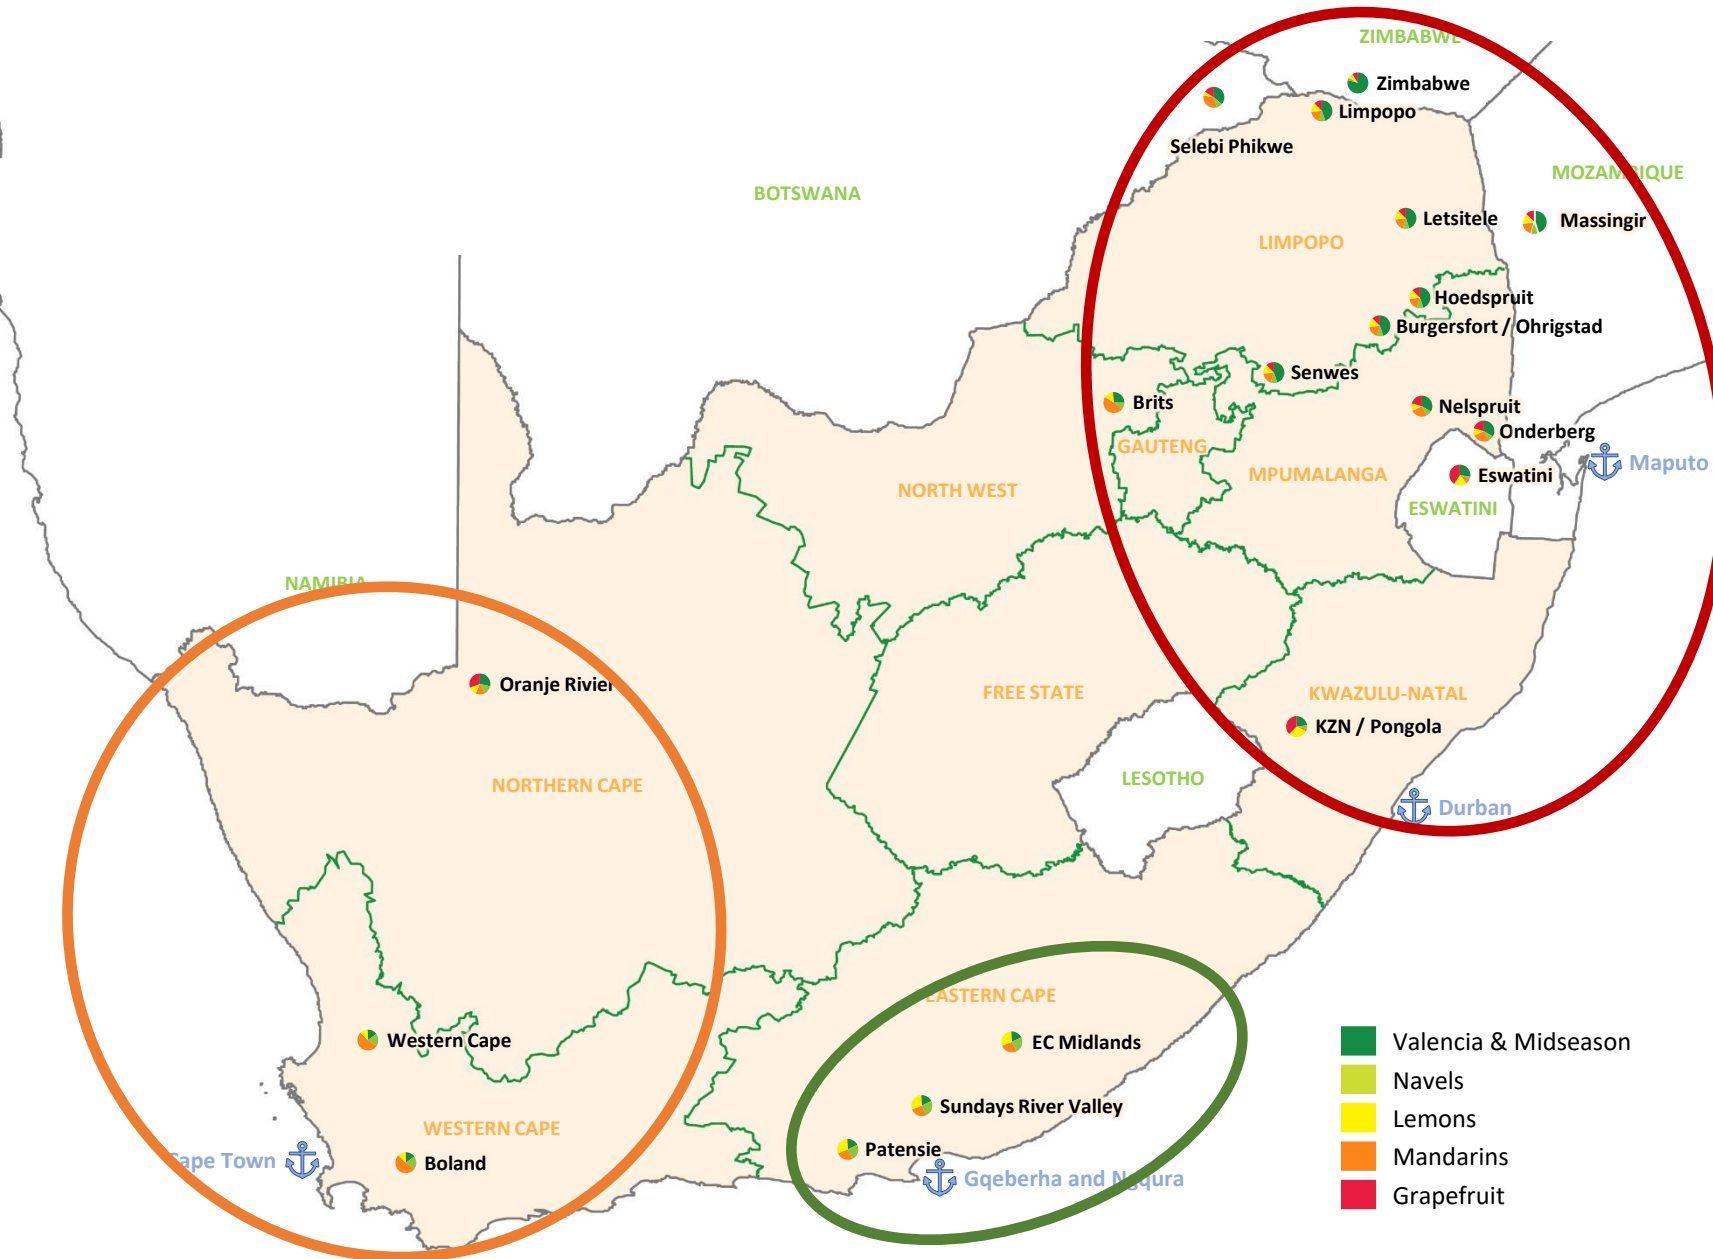 ZIMBABWE
Zimbabwe
Limpopo
Selebi Phikwe
MOZAMBIQUE
BOTSWANA
Letsitele
Massingir
LIMPOPO
Hoedspruit
Burgersfort / Ohrigstad
Senwes
Brits
Nelspruit
Onderberg
GAUTENG
Maputo
MPUMALANGA
Eswatini
NORTH WEST
ESWATINI
NAMIBIA
Oranje Rivier
FREE STATE
KWAZULU-NATAL
KZN / Pongola
LESOTHO
NORTHERN CAPE
Durban
EASTERN CAPE
Western Cape
EC Midlands
Valencia & Midseason
Navels
Sundays River Valley
Lemons
WESTERN CAPE
Patensie
Mandarins
Cape Town
Boland
Gqeberha and Ngqura
Grapefruit